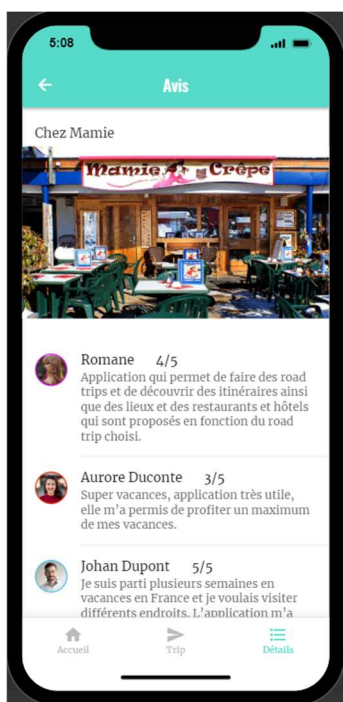 5:08
Avis
Chez Mamie
Mamie Crêpe
Romane 4/5
Application qui permet de faire des road
trips et de découvrir des itinéraires ainsi
que des lieux et des restaurants et hôtels
qui sont proposés en fonction du road
trip choisi.
Aurore Duconte 3/5
Super vacances, application très utile,
elle m'a permis de profiter un maximum
de mes vacances.
Johan Dupont 5/5
Je suis parti plusieurs semaines en
vacances en France et je voulais visiter
différents endroits. L'application m'a
Accueil Trip Détails